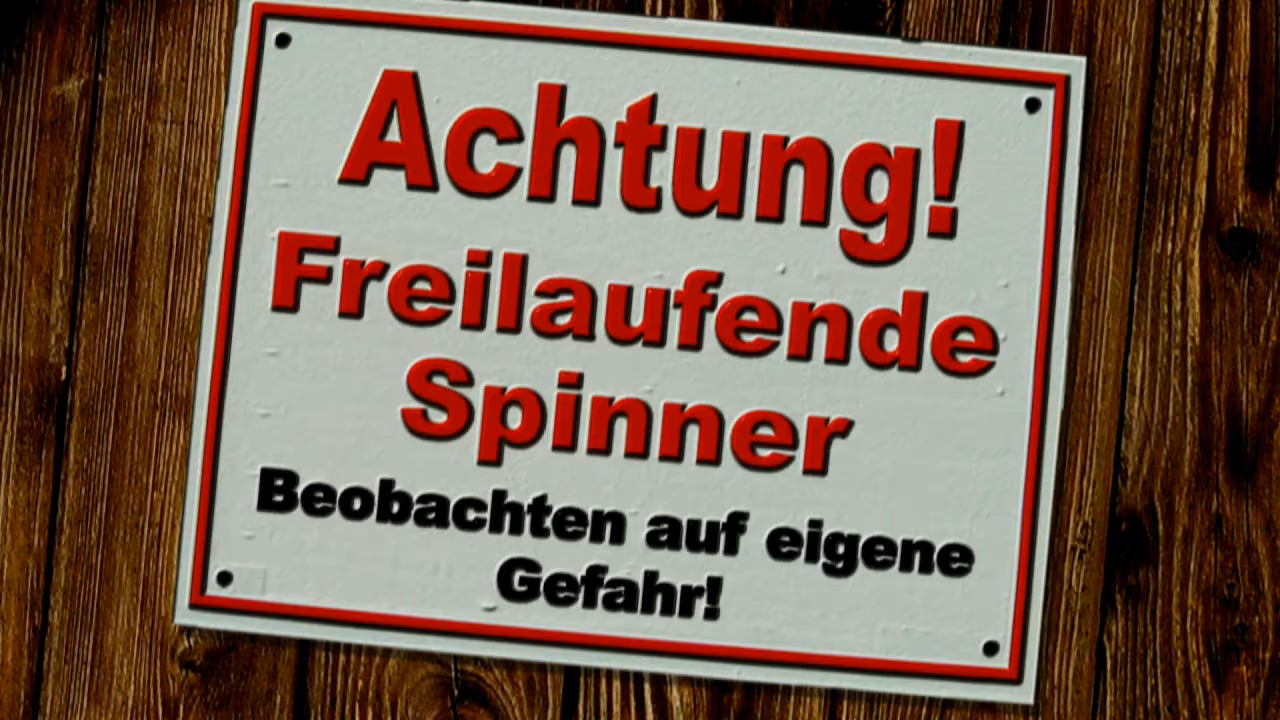 Achtung!
Freilaufende
Spinner
Beobachten auf eigene
Gefahr!